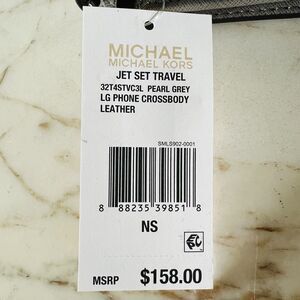 MICHAEL
MICHAEL KORS
JET SET TRAVEL
32T4STVC3L PEARL GREY
LG PHONE CROSSBODY
LEATHER
SMLS902-0001
8 88235 39851 8
NS
MSRP $158.00